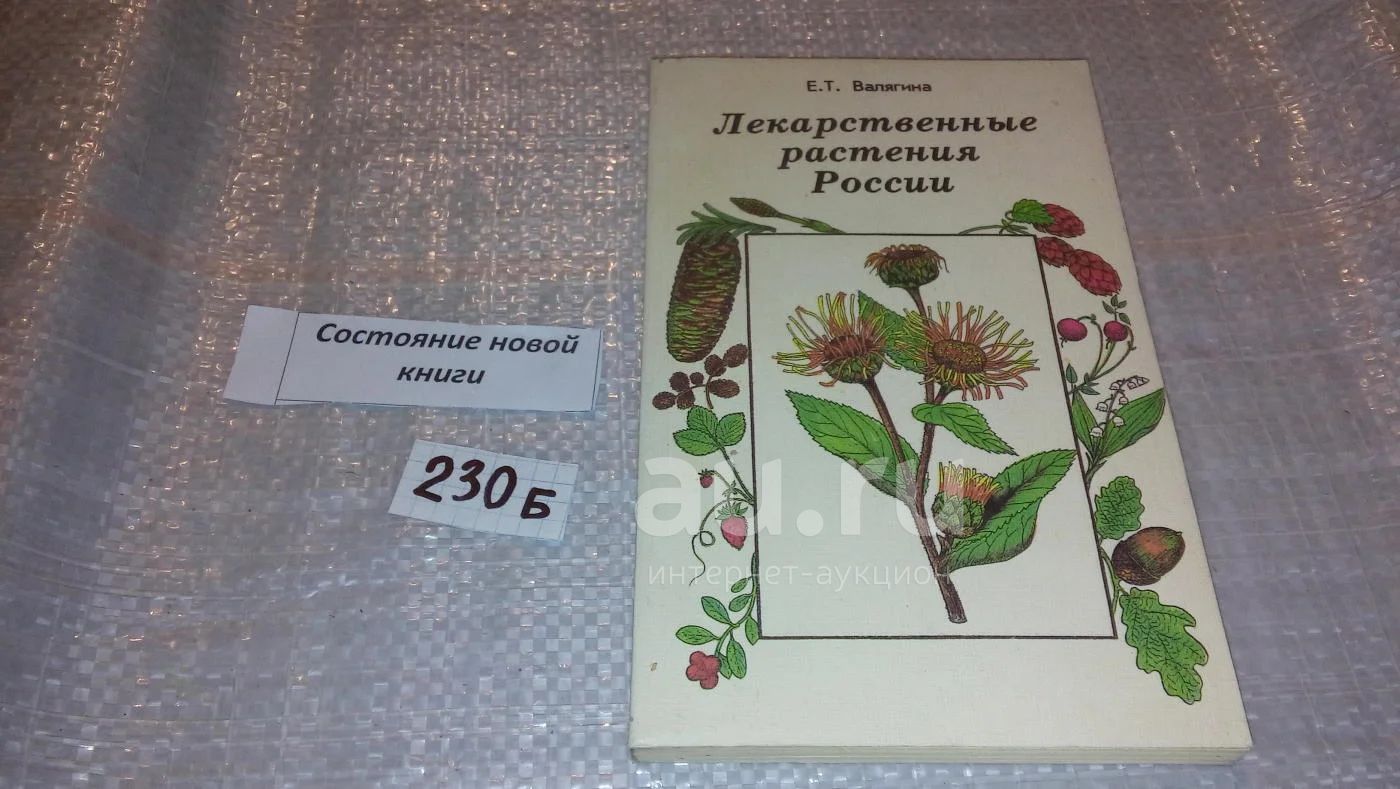 Е.Т. Валягина
Лекарственные
растения
России
Состояние новой
книги
230 Б
au.ru
интернет-аукцион